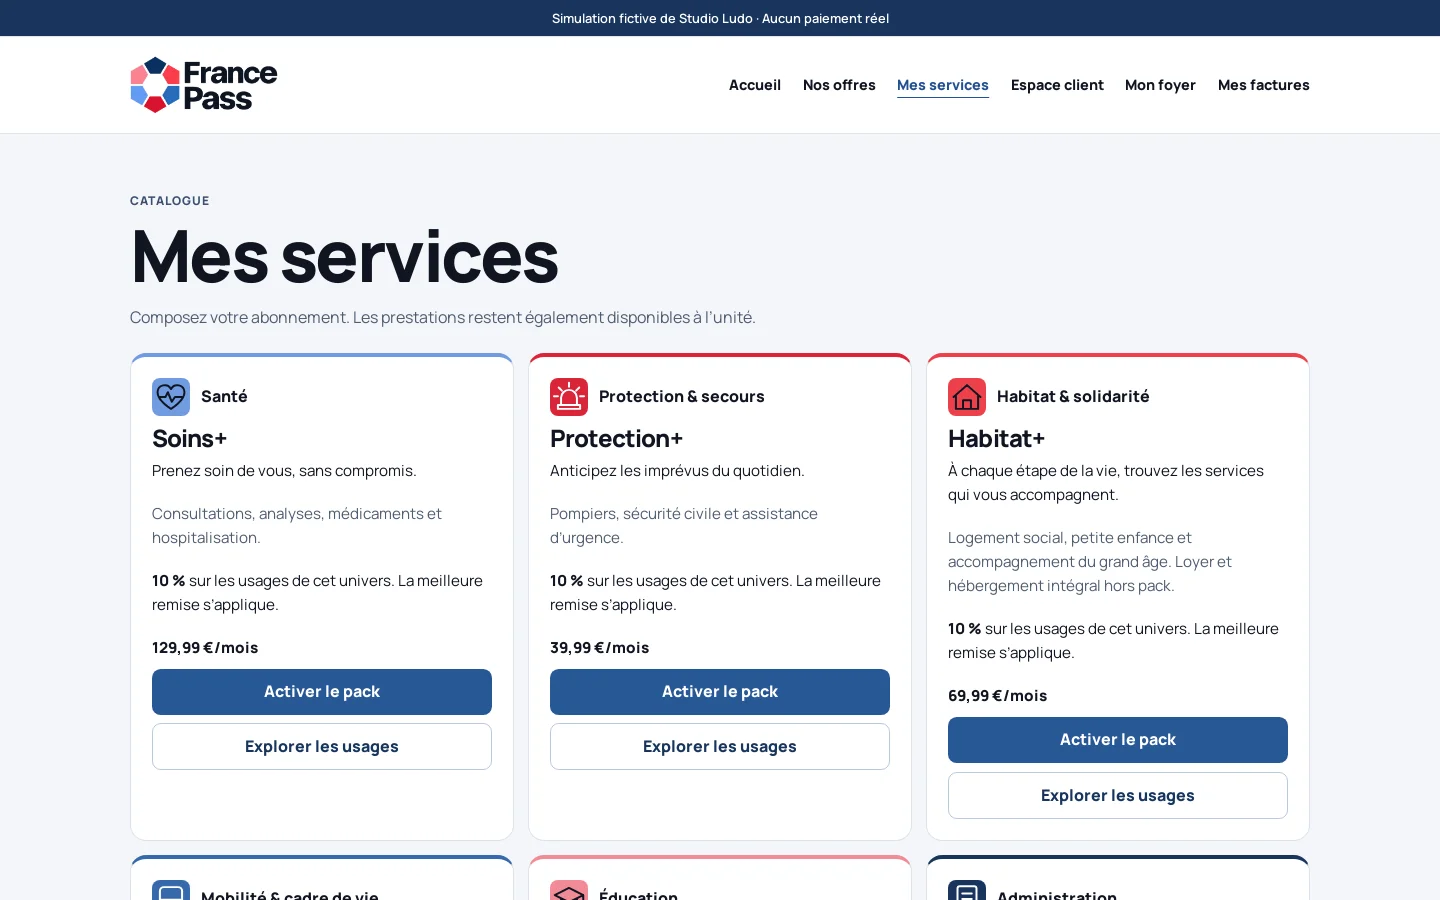 Simulation fictive de Studio Ludo · Aucun paiement réel
France
Pass
Accueil
Nos offres
Mes services
Espace client
Mon foyer
Mes factures
CATALOGUE
Mes services
Composez votre abonnement. Les prestations restent également disponibles à l’unité.
Santé
Soins+
Prenez soin de vous, sans compromis.
Consultations, analyses, médicaments et
hospitalisation.
10 % sur les usages de cet univers. La meilleure
remise s’applique.
129,99 €/mois
Activer le pack
Explorer les usages
Protection & secours
Protection+
Anticipez les imprévus du quotidien.
Pompiers, sécurité civile et assistance
d’urgence.
10 % sur les usages de cet univers. La meilleure
remise s’applique.
39,99 €/mois
Activer le pack
Explorer les usages
Habitat & solidarité
Habitat+
À chaque étape de la vie, trouvez les services
qui vous accompagnent.
Logement social, petite enfance et
accompagnement du grand âge. Loyer et
hébergement intégral hors pack.
10 % sur les usages de cet univers. La meilleure
remise s’applique.
69,99 €/mois
Activer le pack
Explorer les usages
Mobilité & cadre de vie
Éducation
Administration